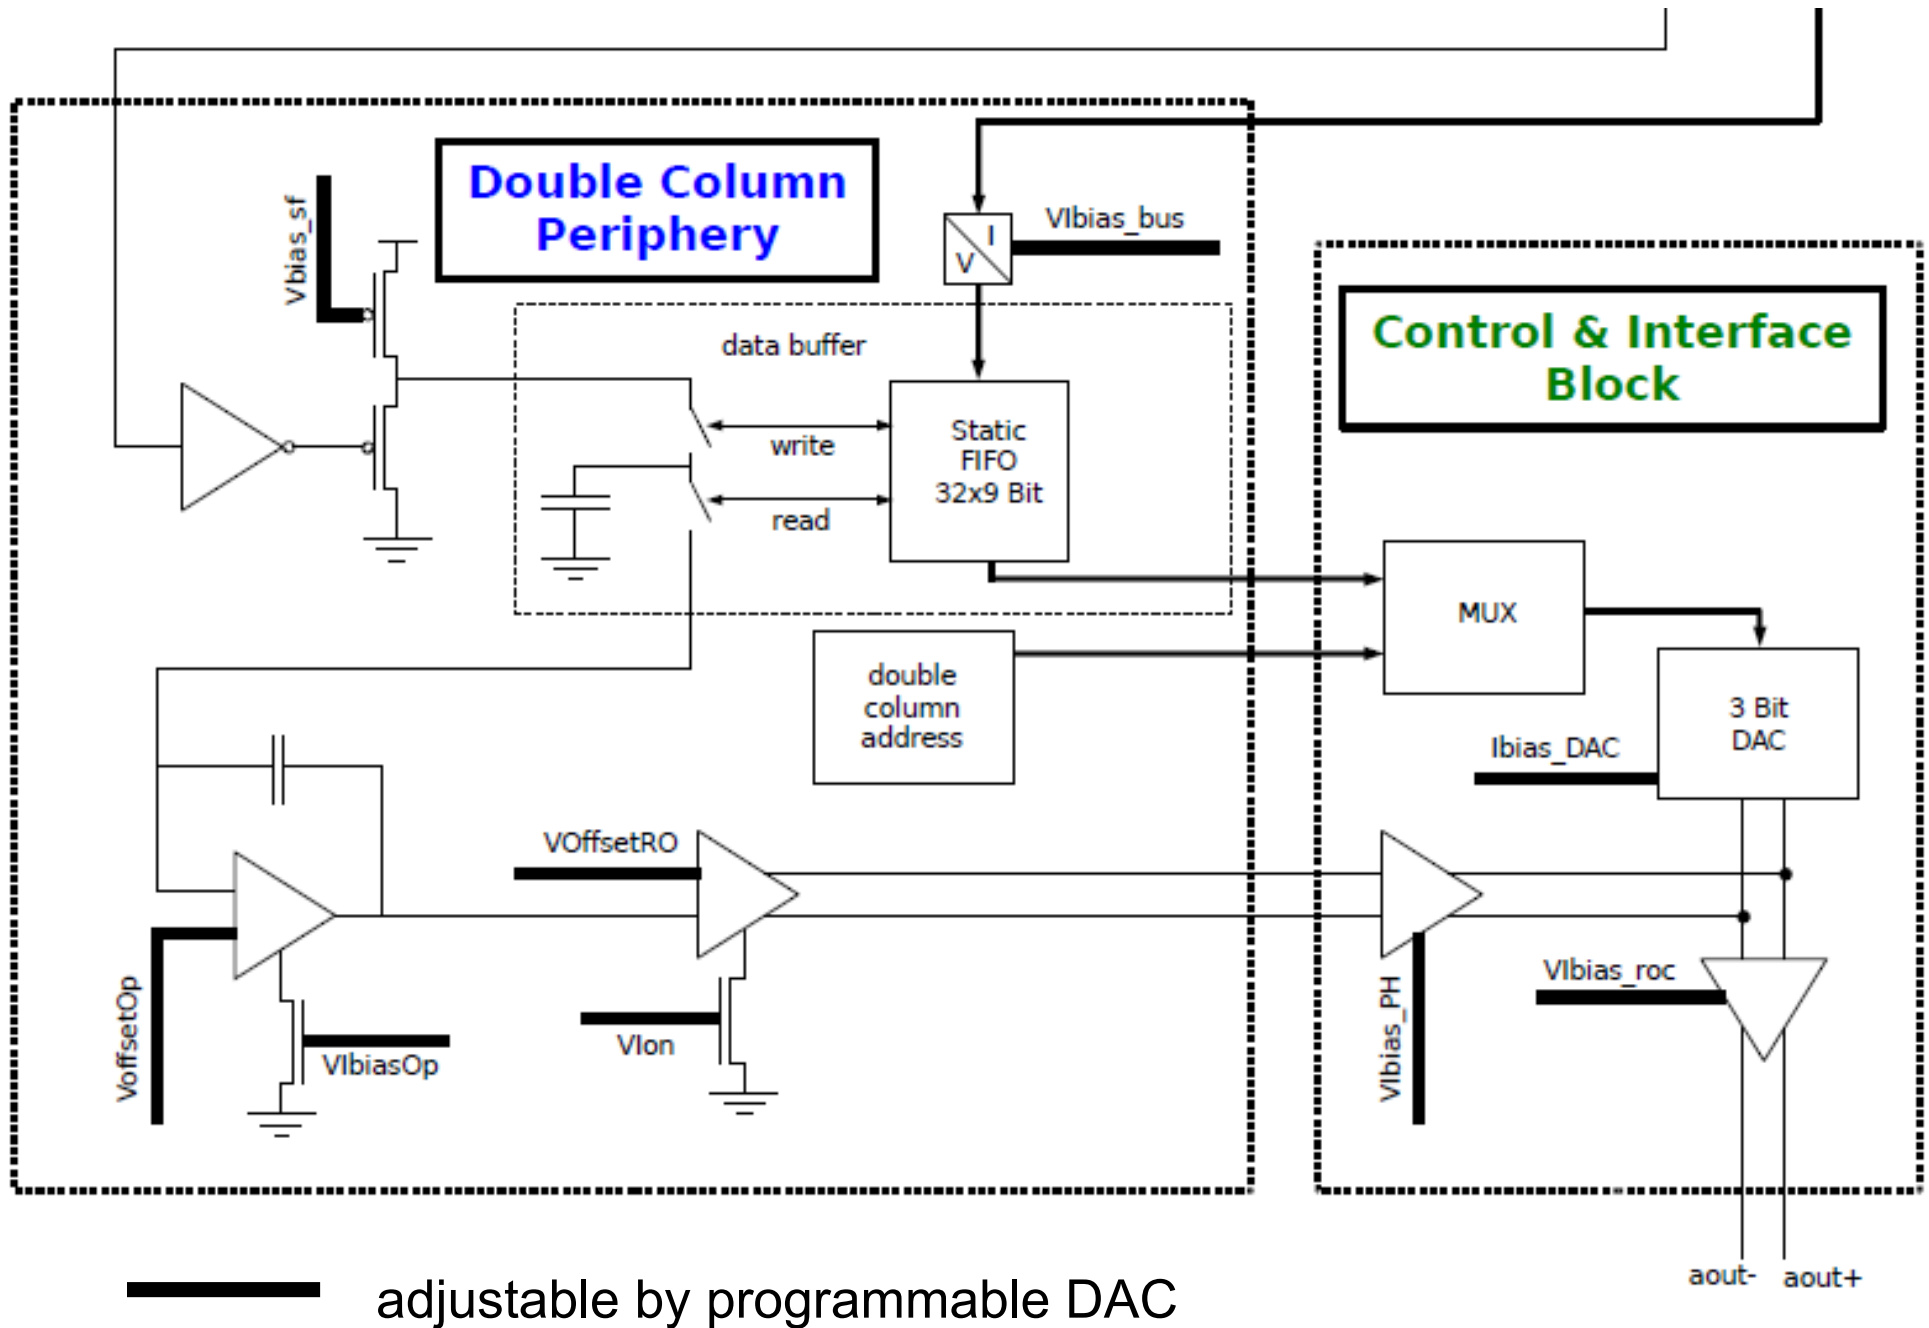 Double Column
Periphery
Vbias_sf
VIbias_bus
I
V
Control & Interface
Block
data buffer
Static
FIFO
32x9 Bit
write
read
MUX
double
column
address
3 Bit
DAC
Ibias_DAC
VOffsetRO
VIbias_roc
VoffsetOp
VIbiasOp
VIon
VIbias_PH
aout-
aout+
adjustable by programmable DAC